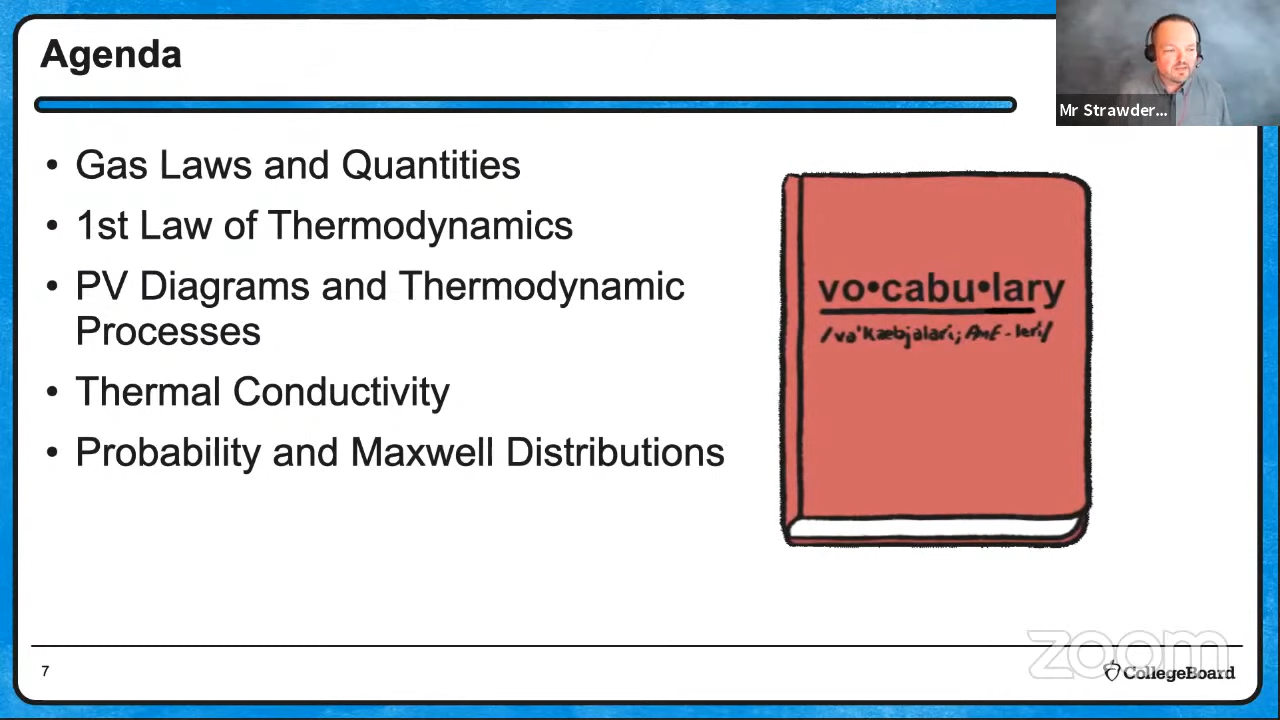 Agenda
Mr Strawder...
• Gas Laws and Quantities
• 1st Law of Thermodynamics
• PV Diagrams and Thermodynamic
Processes
• Thermal Conductivity
• Probability and Maxwell Distributions
vo•cabu•lary
zoom
7
CollegeBoard